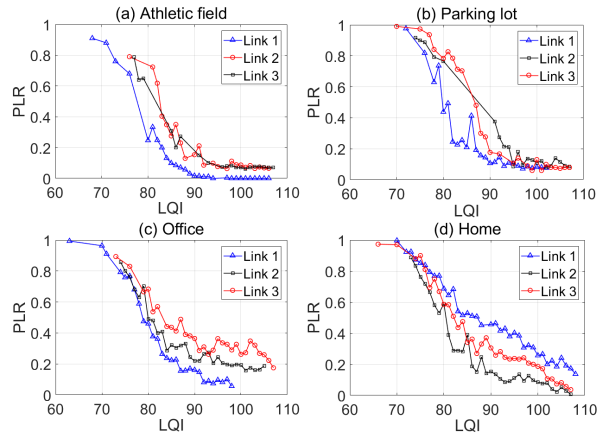 (a) Athletic field
1
0.8
0.6
0.4
0.2
0
PLR
60 70 80 90 100 110
LQI
Link 1
Link 2
Link 3
(b) Parking lot
1
0.8
0.6
0.4
0.2
0
PLR
60 70 80 90 100 110
LQI
Link 1
Link 2
Link 3
(c) Office
1
0.8
0.6
0.4
0.2
0
PLR
60 70 80 90 100 110
LQI
Link 1
Link 2
Link 3
(d) Home
1
0.8
0.6
0.4
0.2
0
PLR
60 70 80 90 100 110
LQI
Link 1
Link 2
Link 3